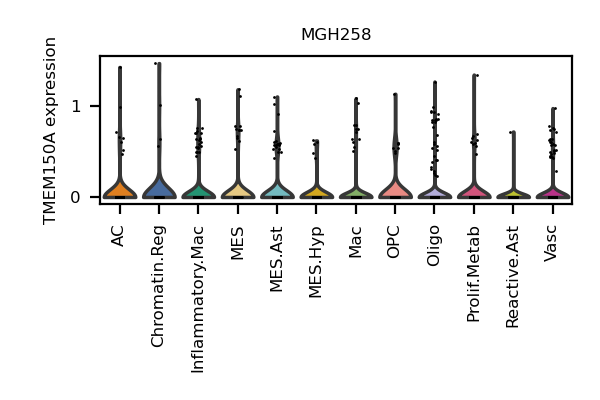 MGH258
TMEM150A expression
1
0
AC
Chromatin.Reg
Inflammatory.Mac
MES
MES.Ast
MES.Hyp
Mac
OPC
Oligo
Prolif.Metab
Reactive.Ast
Vasc